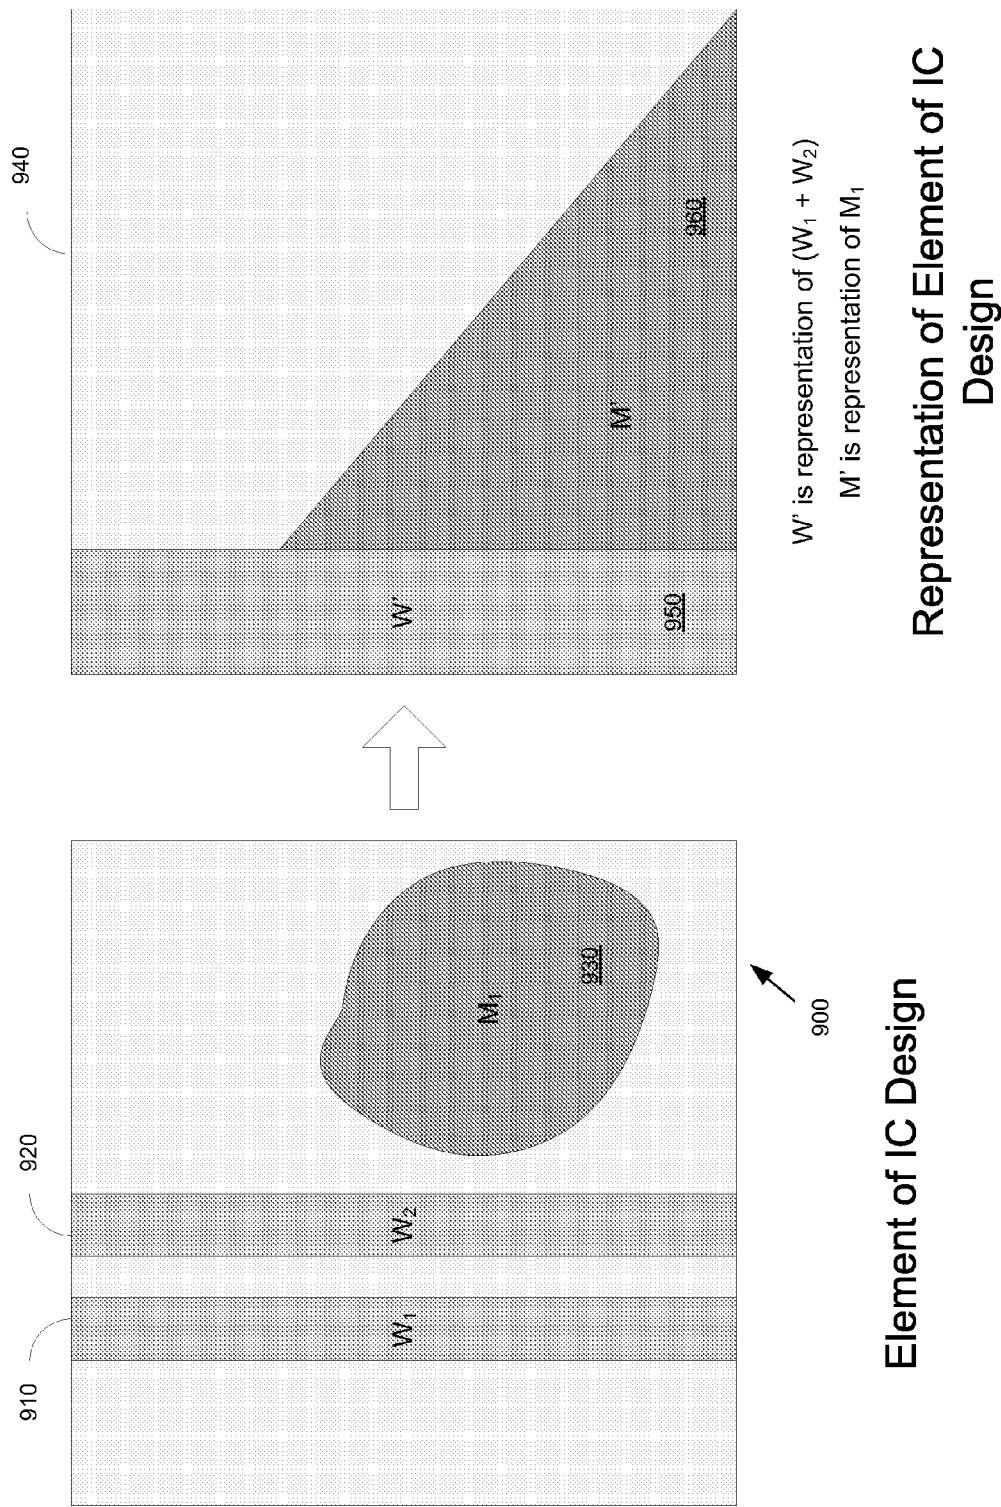 910
920
W₁
W₂
M₁
930
900
Element of IC Design
940
W'
950
M'
960
W' is representation of (W₁ + W₂)
M' is representation of M₁
Representation of Element of IC
Design